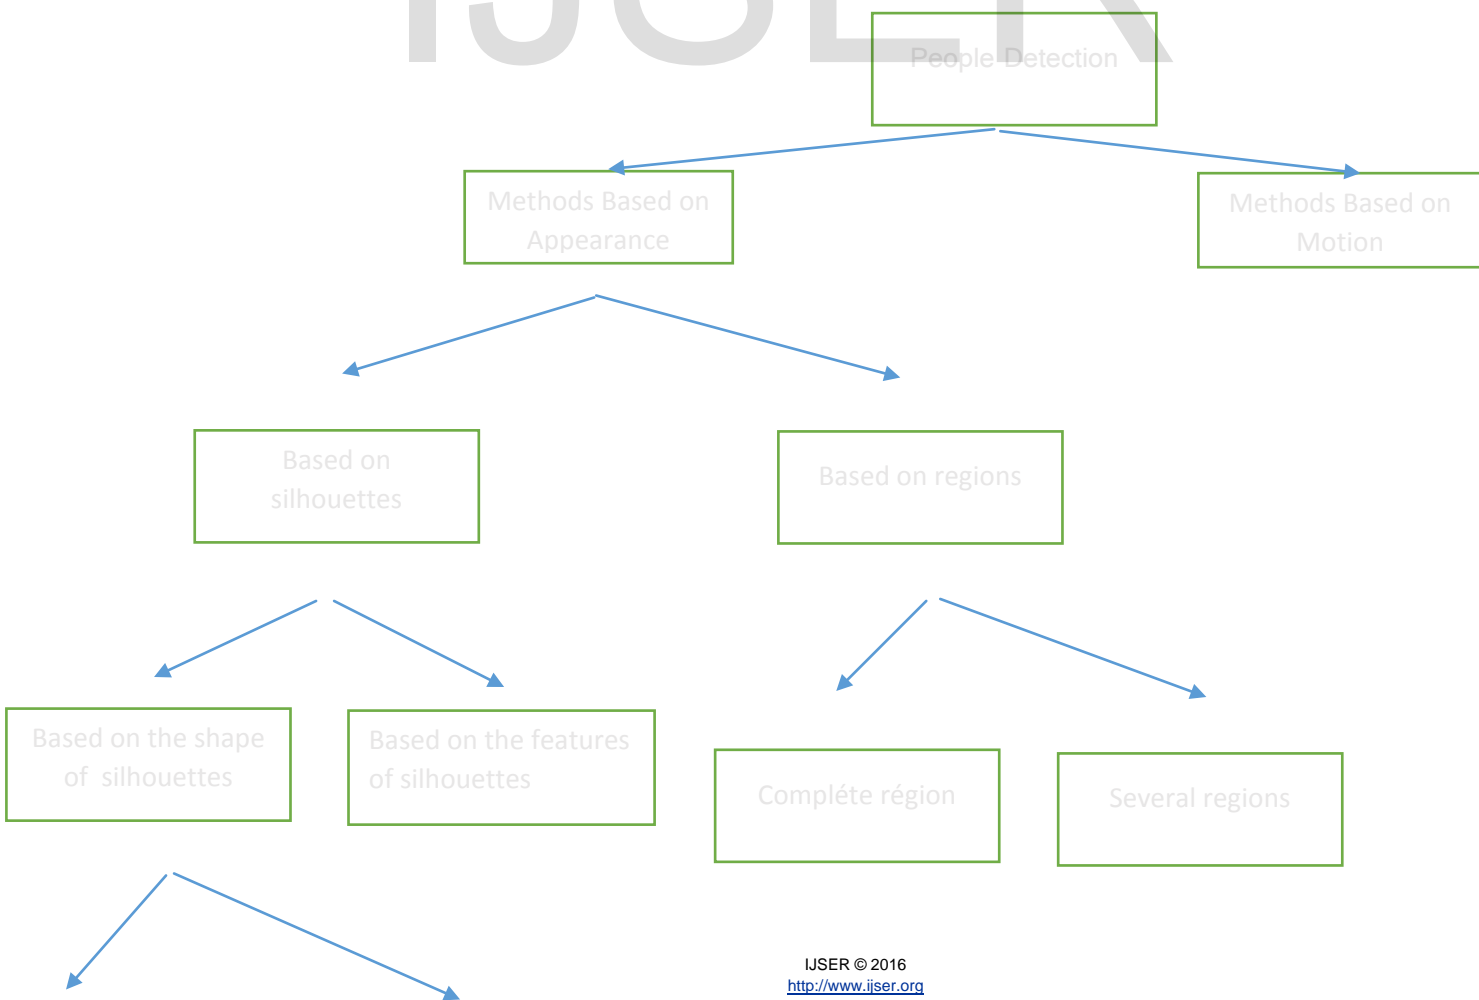 IJSER
People Detection
Methods Based on
Appearance
Methods Based on
Motion
Based on
silhouettes
Based on regions
Based on the shape
of silhouettes
Based on the features
of silhouettes
Compléte région
Several regions
IJSER © 2016
http://www.ijser.org